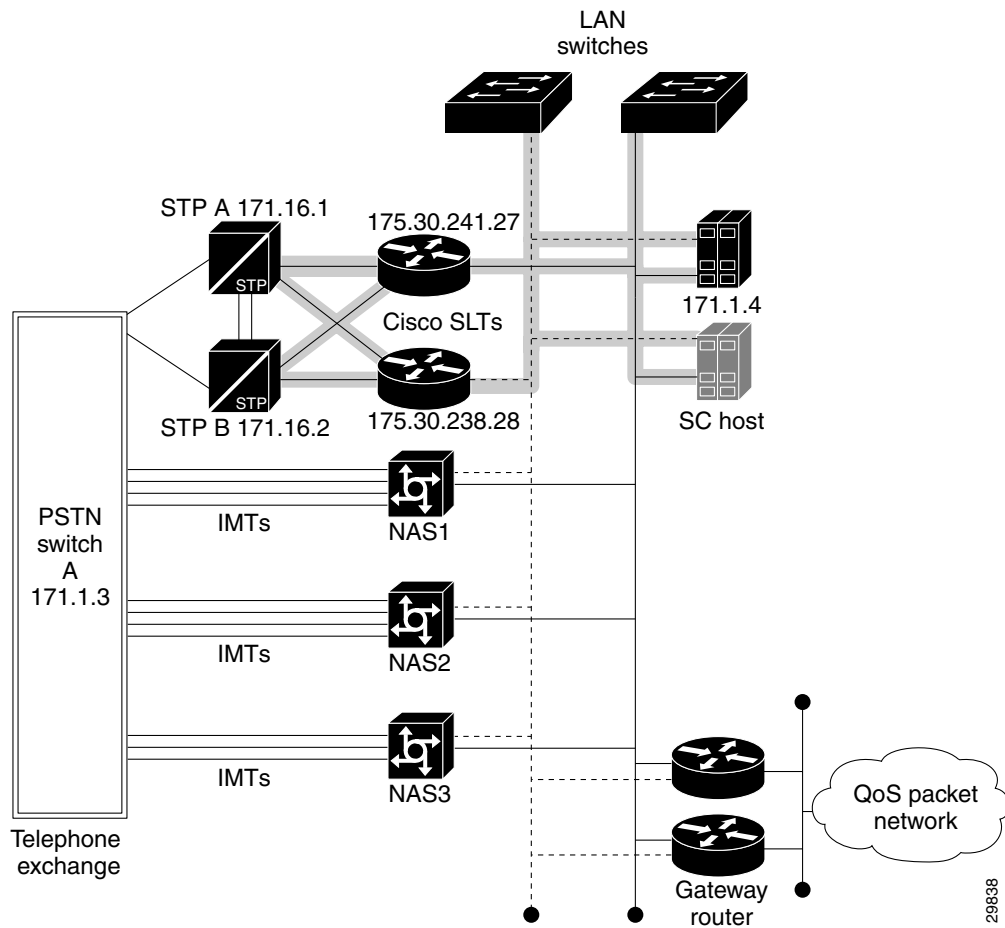 LAN
switches
STP A 171.16.1
175.30.241.27
STP
171.1.4
Cisco SLTs
STP
STP B 171.16.2
175.30.238.28
SC host
PSTN
switch
A
171.1.3
IMTs
NAS1
IMTs
NAS2
IMTs
NAS3
QoS packet
network
Telephone
exchange
Gateway
router
29838